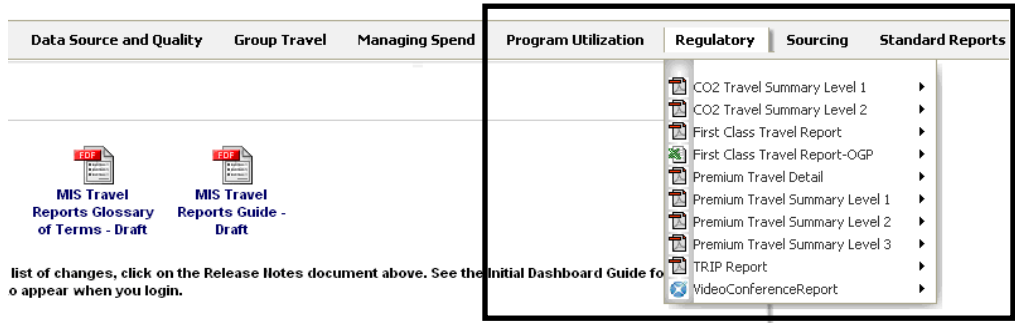 Data Source and Quality Group Travel Managing Spend Program Utilization Regulatory Sourcing Standard Reports
CO2 Travel Summary Level 1
CO2 Travel Summary Level 2
First Class Travel Report
First Class Travel Report-OGP
Premium Travel Detail
Premium Travel Summary Level 1
Premium Travel Summary Level 2
Premium Travel Summary Level 3
TRIP Report
VideoConferenceReport
PDF
MIS Travel
Reports Glossary
of Terms - Draft
PDF
MIS Travel
Reports Guide -
Draft
list of changes, click on the Release Notes document above. See the Initial Dashboard Guide fo
o appear when you login.